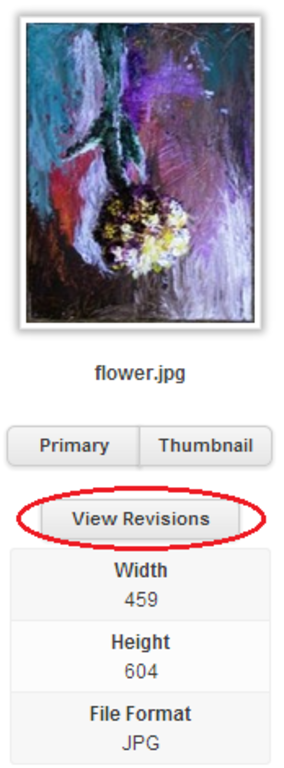 flower.jpg
Primary Thumbnail
View Revisions
Width
459
Height
604
File Format
JPG